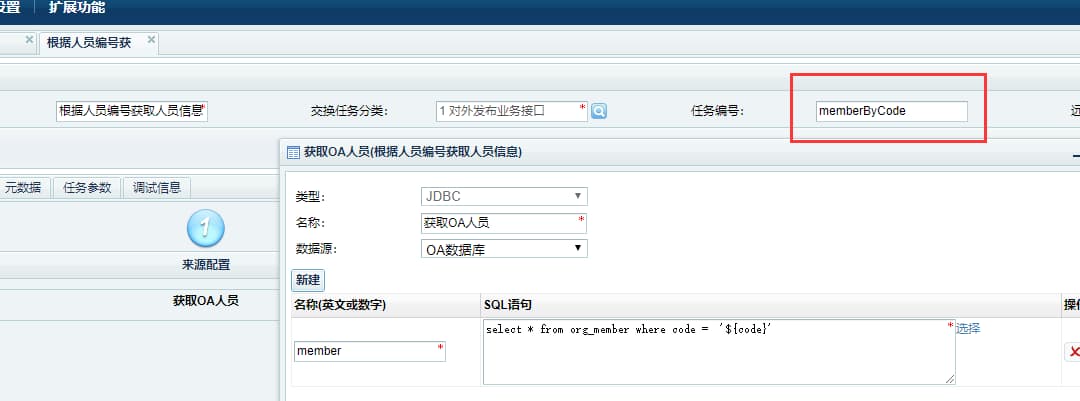 设置 扩展功能
根据人员编号获
根据人员编号获取人员信息* 交换任务分类: 1 对外发布业务接口 * 任务编号: memberByCode 远
获取OA人员(根据人员编号获取人员信息)
元数据 任务参数 调试信息
类型: JDBC
名称: 获取OA人员 *
数据源: OA数据库
1
来源配置
获取OA人员
新建
名称(英文或数字) SQL语句 操作
member * select * from org_member where code = '${code}' * 选择